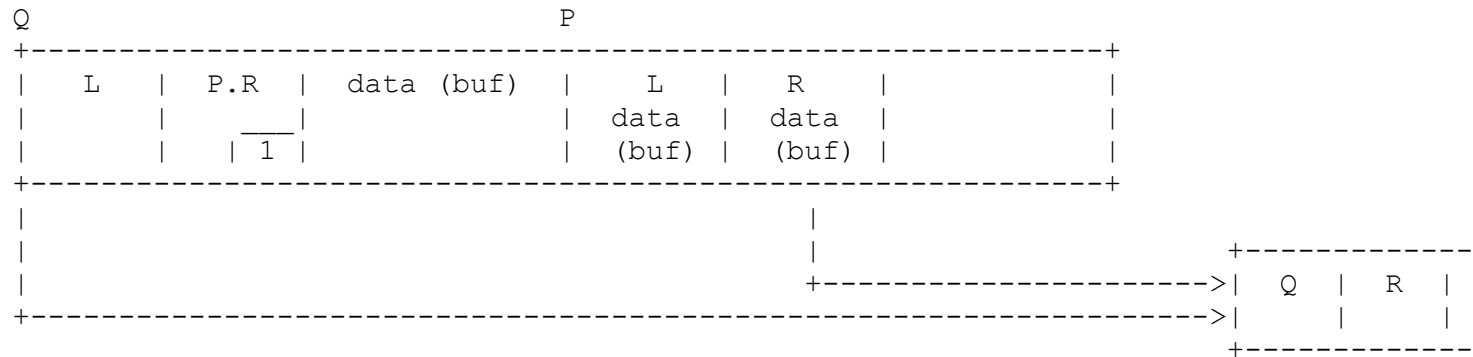 Q P
L P.R data (buf) L R
data data
1 (buf) (buf)
Q R